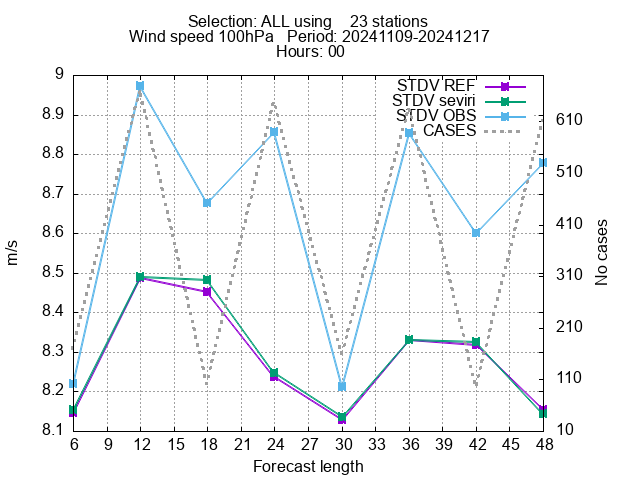 Selection: ALL using 23 stations
Wind speed 100hPa Period: 20241109-20241217
Hours: 00
STDV REF
STDV seviri
STDV OBS
CASES
9
8.9
8.8
8.7
8.6
8.5
8.4
8.3
8.2
8.1
m/s
610
510
410
310
210
110
10
No cases
6 9 12 15 18 21 24 27 30 33 36 39 42 45 48
Forecast length